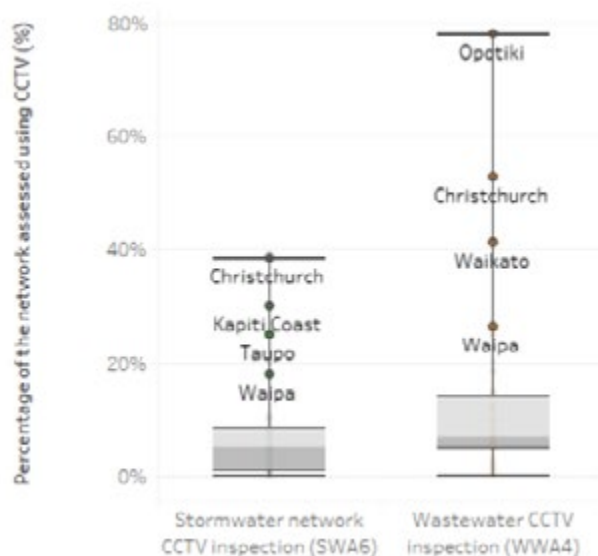 Percentage of the network assessed using CCTV (%)
80%
60%
40%
20%
0%
Opotiki
Christchurch
Waikato
Waipa
Christchurch
Kapiti Coast
Taupo
Waipa
Stormwater network
CCTV inspection (SWA6)
Wastewater CCTV
inspection (WWA4)